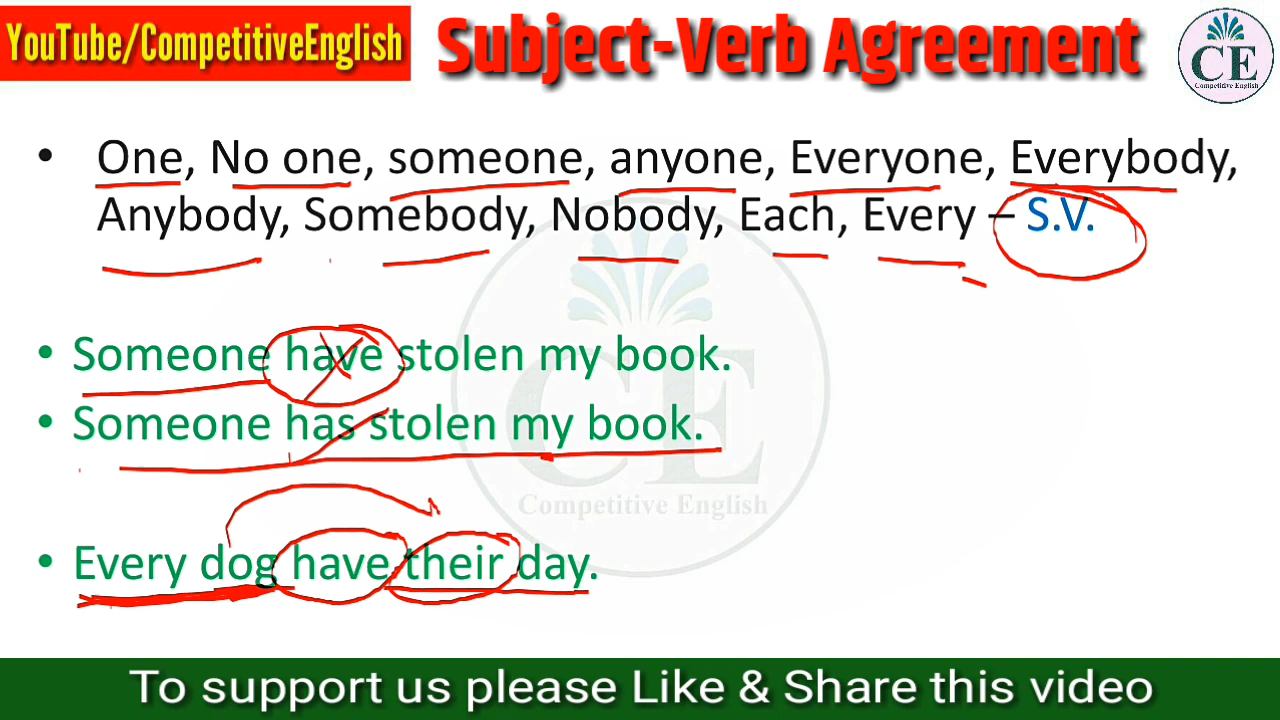 YouTube/CompetitiveEnglish
Subject-Verb Agreement
CE
Competitive English
• One, No one, someone, anyone, Everyone, Everybody,
Anybody, Somebody, Nobody, Each, Every – S.V.
• Someone have stolen my book.
• Someone has stolen my book.
CE
Competitive English
• Every dog have their day.
To support us please Like & Share this video